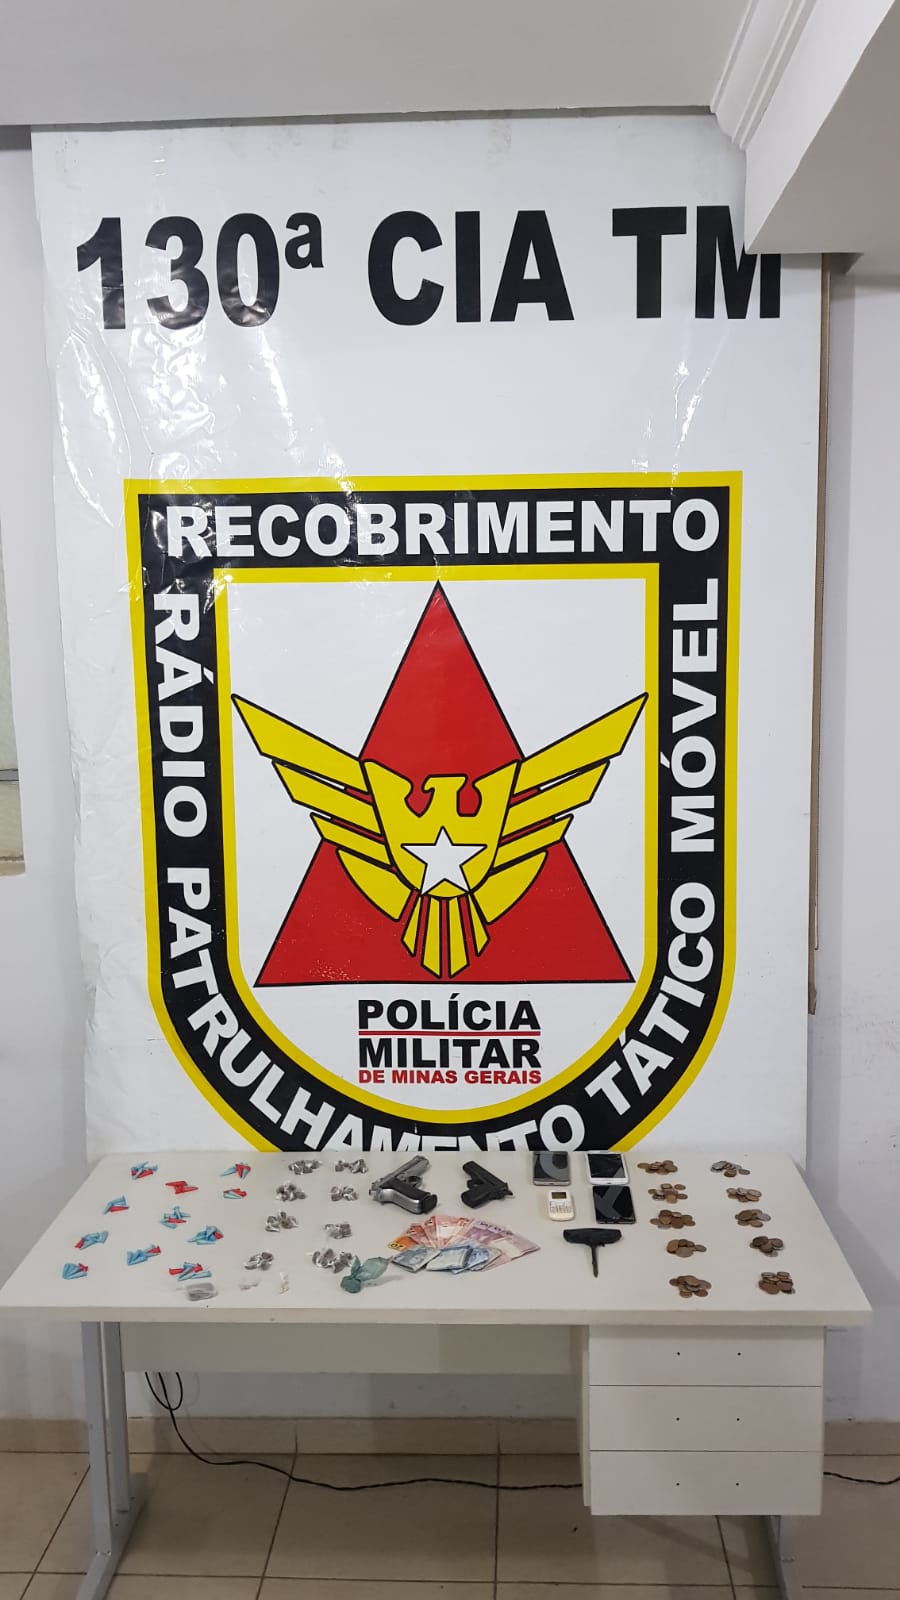 130ª CIA TM
RECOBRIMENTO
RÁDIO PATRULHAMENTO TÁTICO MÓVEL
POLÍCIA
MILITAR
DE MINAS GERAIS